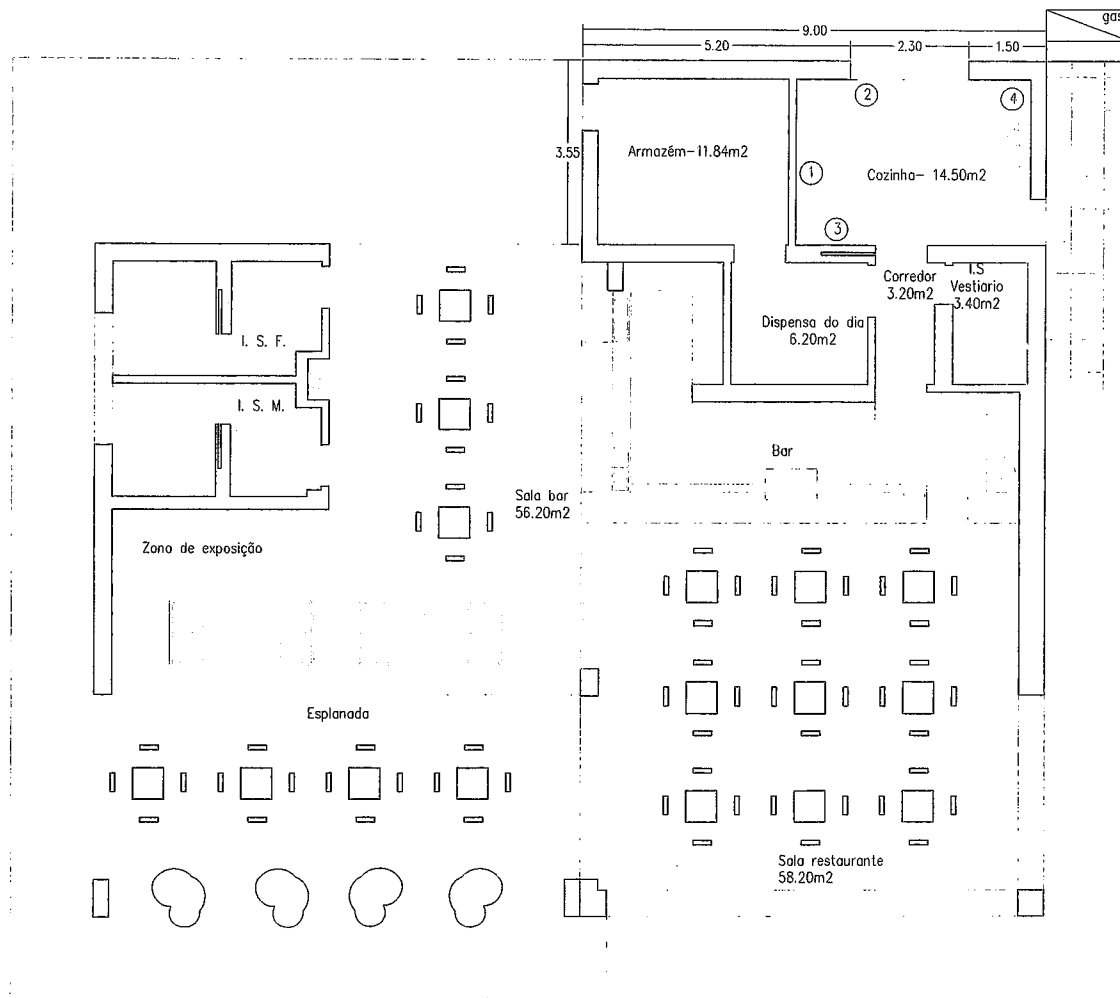 gas
9.00
5.20
2.30
1.50
2
4
3.55
Armazém-11.84m2
1
Cozinha- 14.50m2
3
Corredor
3.20m2
I.S
Vestiario
3.40m2
Dispensa do dia
6.20m2
I. S. F.
I. S. M.
Bar
Sala bar
56.20m2
Zona de exposição
Esplanada
Sala restaurante
58.20m2